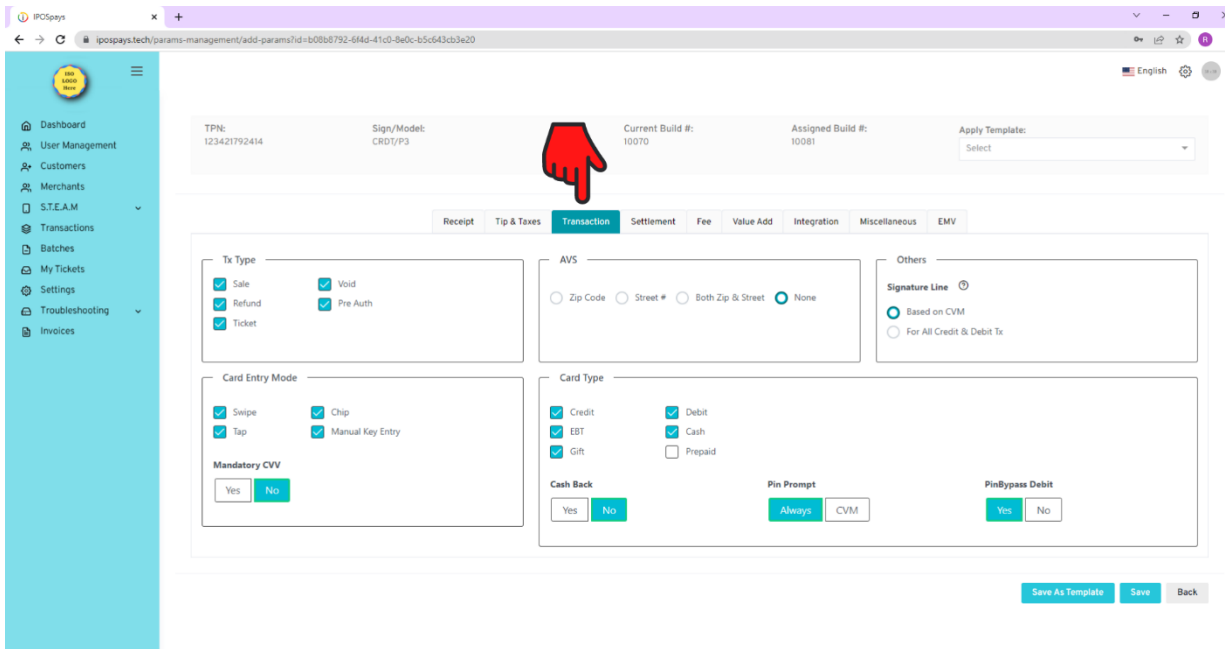 IPOSpays
ipospays.tech/params-management/add-params?id=b08b8792-6f4d-41c0-8e0c-b5c643cb3e20
R
ISO
LOGO
Here
English
Dashboard
User Management
Customers
Merchants
S.T.E.A.M
Transactions
Batches
My Tickets
Settings
Troubleshooting
Invoices
TPN: Sign/Model: Current Build #: Assigned Build #: Apply Template:
123421792414 CRDT/P3 10070 10081 Select
Receipt Tip & Taxes Transaction Settlement Fee Value Add Integration Miscellaneous EMV
Tx Type
Sale Void
Refund Pre Auth
Ticket
AVS
Zip Code Street # Both Zip & Street None
Others
Signature Line
Based on CVM
For All Credit & Debit Tx
Card Entry Mode
Swipe Chip
Tap Manual Key Entry
Mandatory CVV
Yes No
Card Type
Credit Debit
EBT Cash
Gift Prepaid
Cash Back Pin Prompt PinBypass Debit
Yes No Always CVM Yes No
Save As Template Save Back